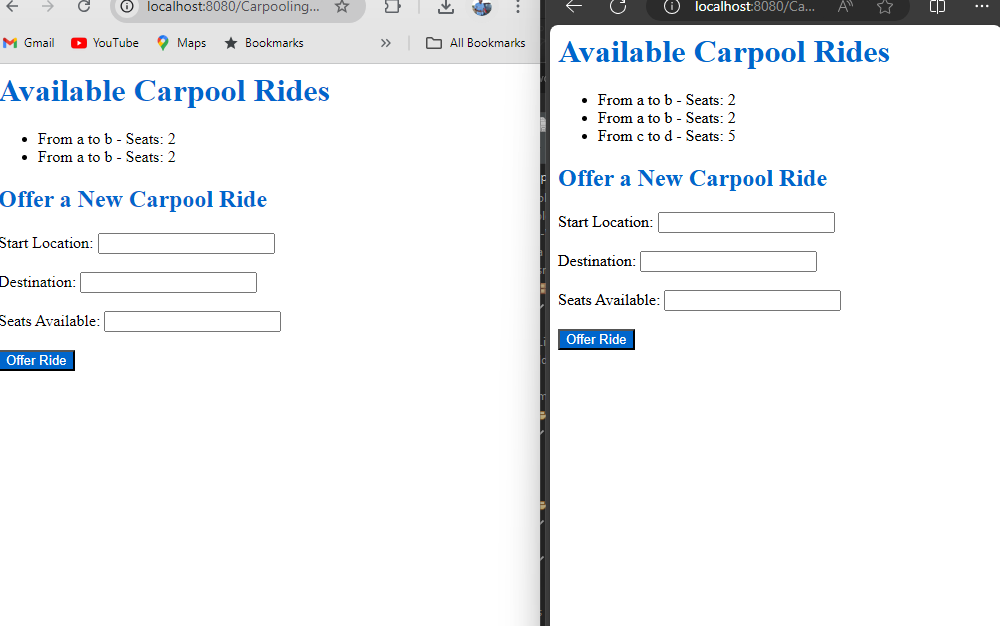 localhost:8080/Carpooling...
Gmail
YouTube
Maps
Bookmarks
All Bookmarks
Available Carpool Rides
From a to b - Seats: 2
From a to b - Seats: 2
Offer a New Carpool Ride
Start Location:
Destination:
Seats Available:
Offer Ride
localhost:8080/Ca...
Available Carpool Rides
From a to b - Seats: 2
From a to b - Seats: 2
From c to d - Seats: 5
Offer a New Carpool Ride
Start Location:
Destination:
Seats Available:
Offer Ride